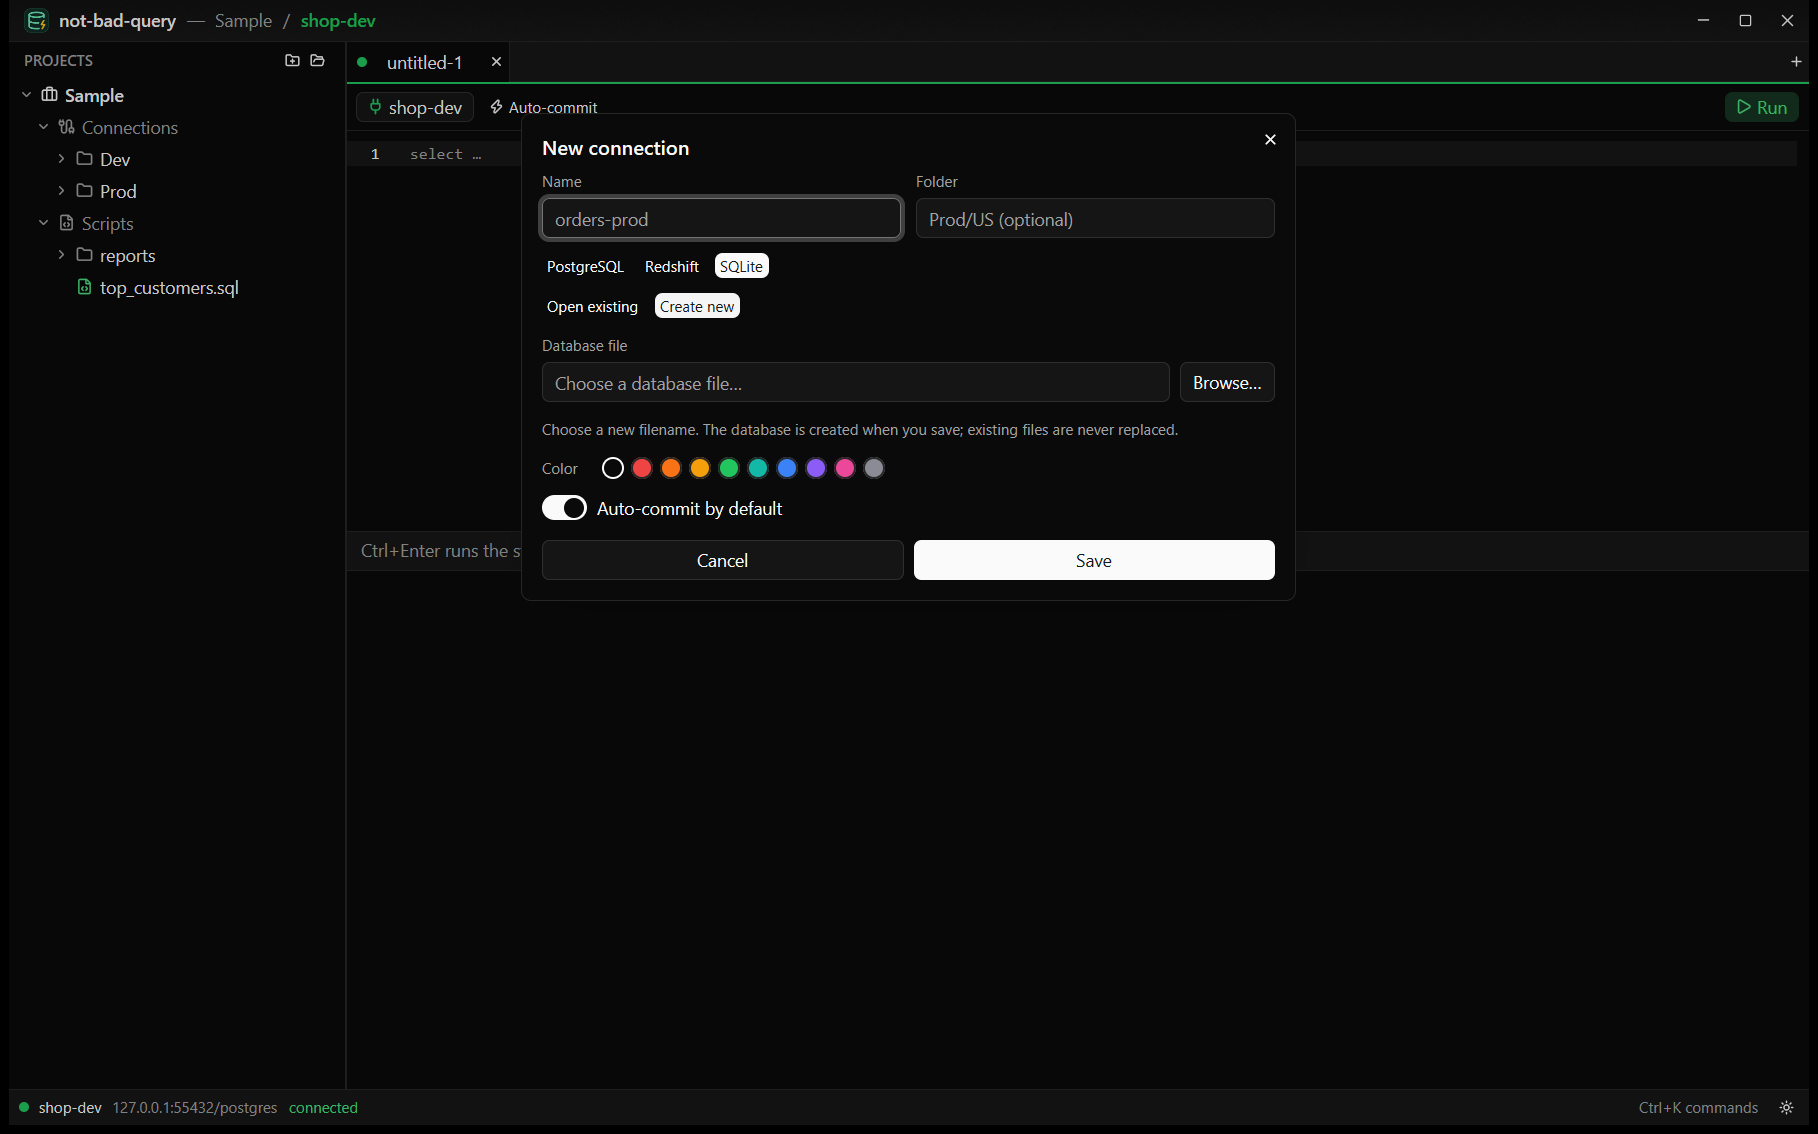 not-bad-query — Sample / shop-dev
PROJECTS
Sample
Connections
Dev
Prod
Scripts
reports
top_customers.sql
untitled-1
shop-dev Auto-commit Run
1 select …
New connection
Name Folder
orders-prod Prod/US (optional)
PostgreSQL Redshift SQLite
Open existing Create new
Database file
Choose a database file... Browse...
Choose a new filename. The database is created when you save; existing files are never replaced.
Color
Auto-commit by default
Cancel Save
Ctrl+Enter runs the
shop-dev 127.0.0.1:55432/postgres connected Ctrl+K commands